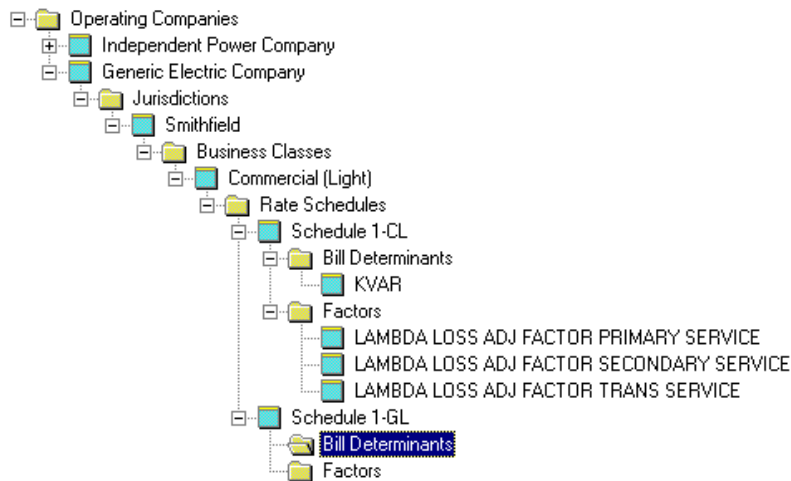 Operating Companies
Independent Power Company
Generic Electric Company
Jurisdictions
Smithfield
Business Classes
Commercial (Light)
Rate Schedules
Schedule 1-CL
Bill Determinants
KVAR
Factors
LAMBDA LOSS ADJ FACTOR PRIMARY SERVICE
LAMBDA LOSS ADJ FACTOR SECONDARY SERVICE
LAMBDA LOSS ADJ FACTOR TRANS SERVICE
Schedule 1-GL
Bill Determinants
Factors